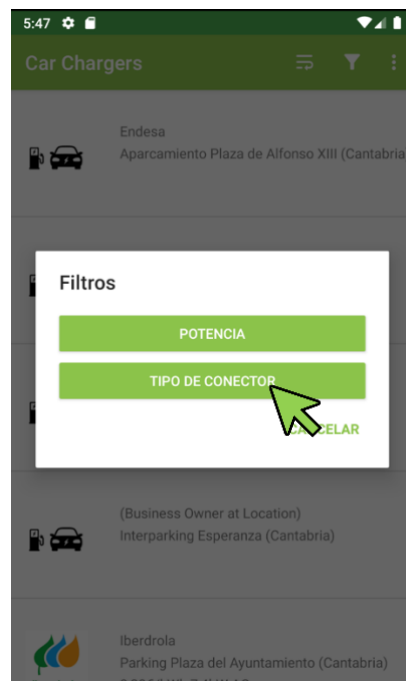 5:47
Car Chargers
Endesa
Aparcamiento Plaza de Alfonso XIII (Cantabria
Filtros
POTENCIA
TIPO DE CONECTOR
CANCELAR
(Business Owner at Location)
Interparking Esperanza (Cantabria)
Iberdrola
Parking Plaza del Ayuntamiento (Cantabria)